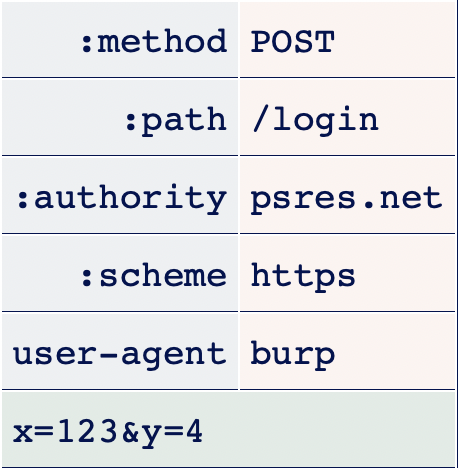 :method POST
:path /login
:authority psres.net
:scheme https
user-agent burp
x=123&y=4